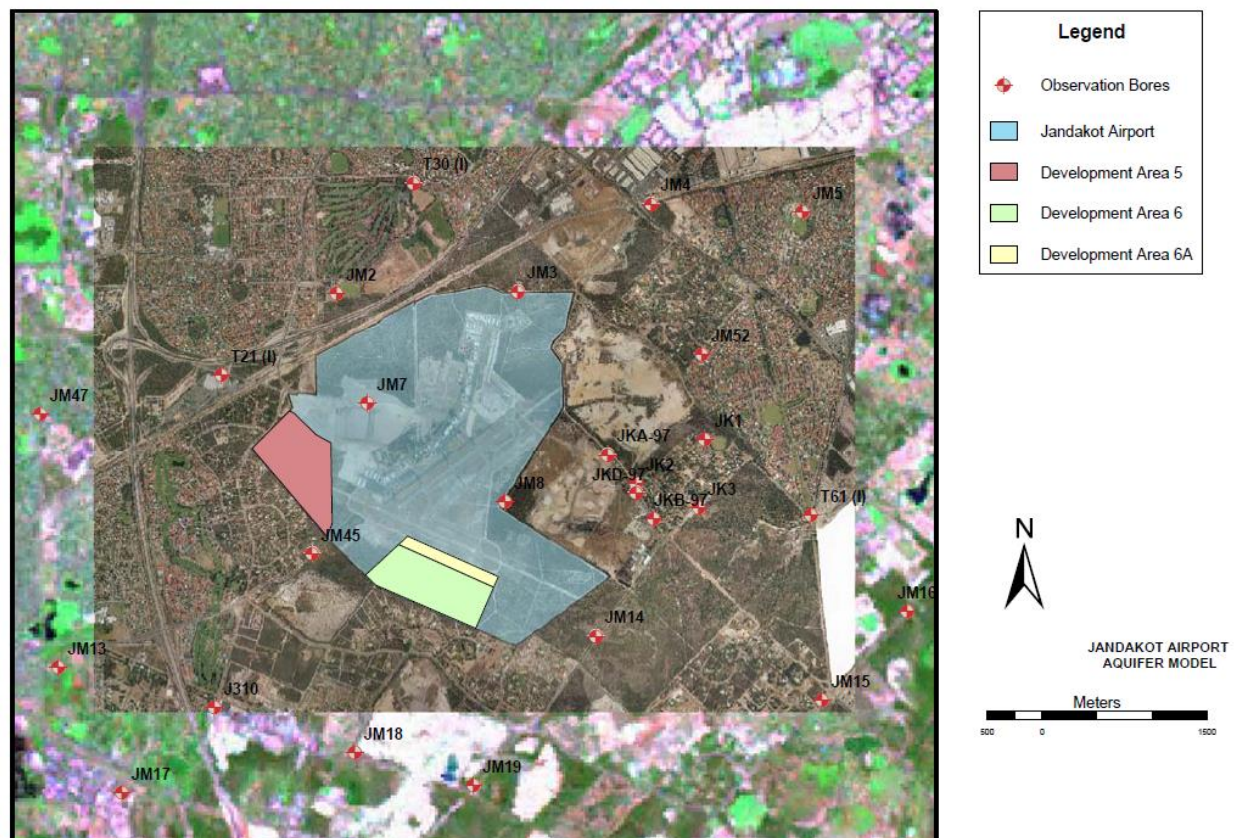 T30 (I)
JM4
JM5
JM2
JM3
JM52
T21 (I)
JM7
JM47
JK1
JKA-97
JK2
JKD-97
JM8
JKB-97
JK3
T61 (I)
JM45
JM16
JM14
JM13
JM15
J310
JM18
JM19
JM17
Legend
Observation Bores
Jandakot Airport
Development Area 5
Development Area 6
Development Area 6A
N
JANDAKOT AIRPORT
AQUIFER MODEL
Meters
500 0 1500